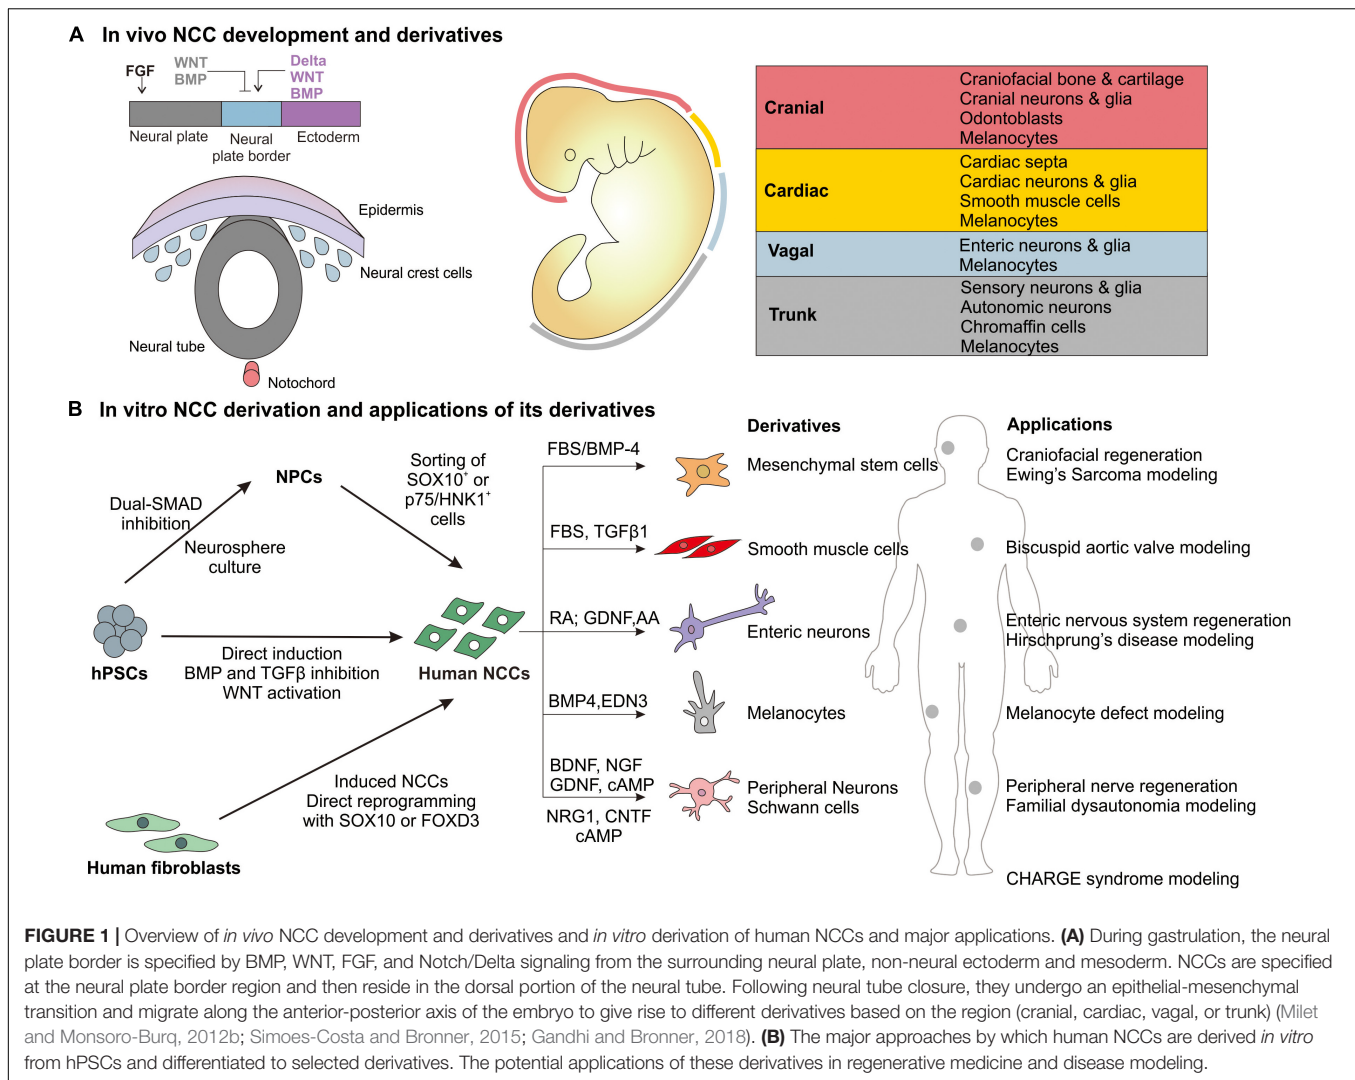 A In vivo NCC development and derivatives
FGF
WNT
BMP
Delta
WNT
BMP
Neural plate
Neural
plate border
Ectoderm
Epidermis
Neural crest cells
Neural tube
Notochord
Cranial
Craniofacial bone & cartilage
Cranial neurons & glia
Odontoblasts
Melanocytes
Cardiac
Cardiac septa
Cardiac neurons & glia
Smooth muscle cells
Melanocytes
Vagal
Enteric neurons & glia
Melanocytes
Trunk
Sensory neurons & glia
Autonomic neurons
Chromaffin cells
Melanocytes
B In vitro NCC derivation and applications of its derivatives
NPCs
Dual-SMAD
inhibition
Neurosphere
culture
Sorting of
SOX10⁺ or
p75/HNK1⁺
cells
hPSCs
Direct induction
BMP and TGFβ inhibition
WNT activation
Human NCCs
Induced NCCs
Direct reprogramming
with SOX10 or FOXD3
Human fibroblasts
FBS/BMP-4
FBS, TGFβ1
RA; GDNF,AA
BMP4,EDN3
BDNF, NGF
GDNF, cAMP
NRG1, CNTF
cAMP
Derivatives
Mesenchymal stem cells
Smooth muscle cells
Enteric neurons
Melanocytes
Peripheral Neurons
Schwann cells
Applications
Craniofacial regeneration
Ewing's Sarcoma modeling
Biscuspid aortic valve modeling
Enteric nervous system regeneration
Hirschprung's disease modeling
Melanocyte defect modeling
Peripheral nerve regeneration
Familial dysautonomia modeling
CHARGE syndrome modeling
FIGURE 1 | Overview of in vivo NCC development and derivatives and in vitro derivation of human NCCs and major applications. (A) During gastrulation, the neural
plate border is specified by BMP, WNT, FGF, and Notch/Delta signaling from the surrounding neural plate, non-neural ectoderm and mesoderm. NCCs are specified
at the neural plate border region and then reside in the dorsal portion of the neural tube. Following neural tube closure, they undergo an epithelial-mesenchymal
transition and migrate along the anterior-posterior axis of the embryo to give rise to different derivatives based on the region (cranial, cardiac, vagal, or trunk) (Milet
and Monsoro-Burq, 2012b; Simoes-Costa and Bronner, 2015; Gandhi and Bronner, 2018). (B) The major approaches by which human NCCs are derived in vitro
from hPSCs and differentiated to selected derivatives. The potential applications of these derivatives in regenerative medicine and disease modeling.